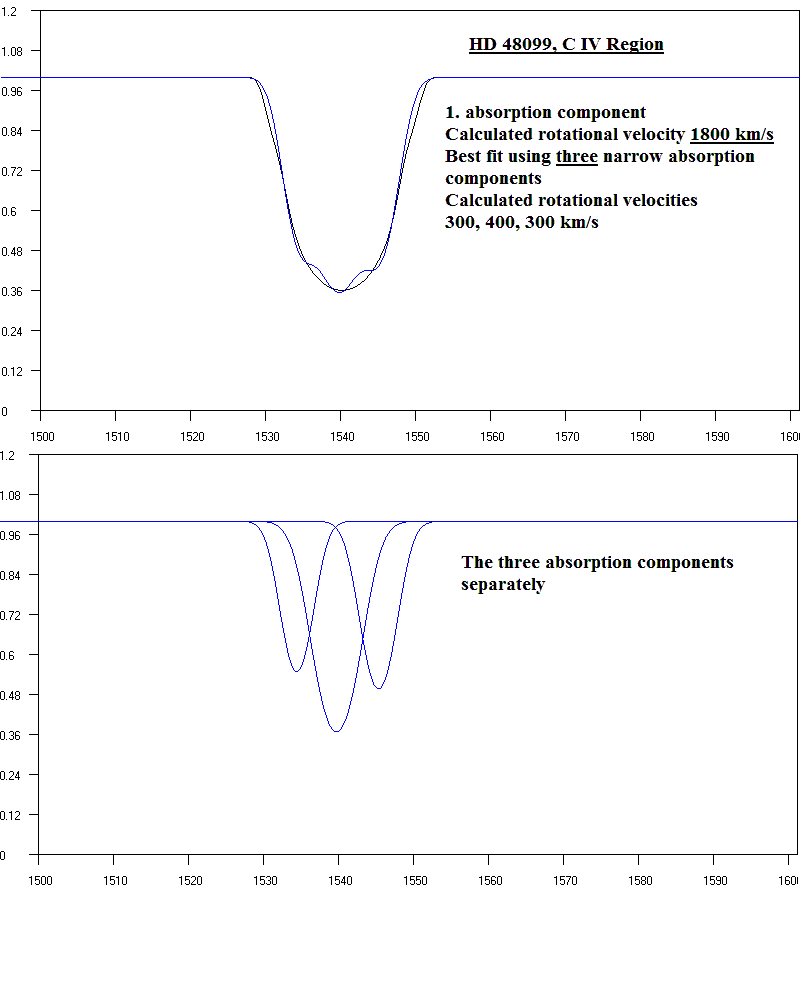 1.2
HD 48099, C IV Region
1.08
0.96
1. absorption component
0.84
Calculated rotational velocity 1800 km/s
Best fit using three narrow absorption
0.72
components
Calculated rotational velocities
0.6
300, 400, 300 km/s
0.48
0.36
0.24
0.12
0
1500 1510 1520 1530 1540 1550 1560 1570 1580 1590 160
1.2
1.08
0.96
The three absorption components
0.84
separately
0.72
0.6
0.48
0.36
0.24
0.12
0
1500 1510 1520 1530 1540 1550 1560 1570 1580 1590 160